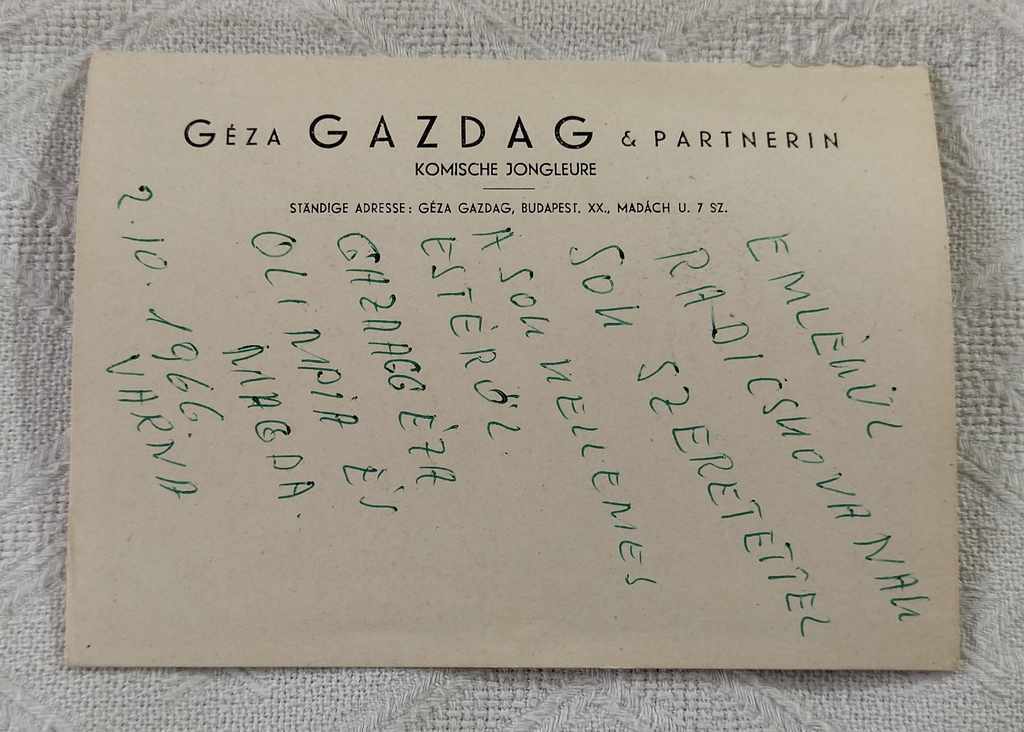 GÉZA GAZDAG & PARTNERIN
KOMISCHE JONGLEURE
STÄNDIGE ADRESSE: GÉZA GAZDAG, BUDAPEST. XX., MADÁCH U. 7 SZ.
EMLÉKÜL
RADICSKOVANAK
SOK SZERETETTEL
A SOK KELLEMES
ESTÉRŐL
GAZDAGG ÉZA
OLIMPIA ÉS
MAGDA.
2.10.1966
VARNA